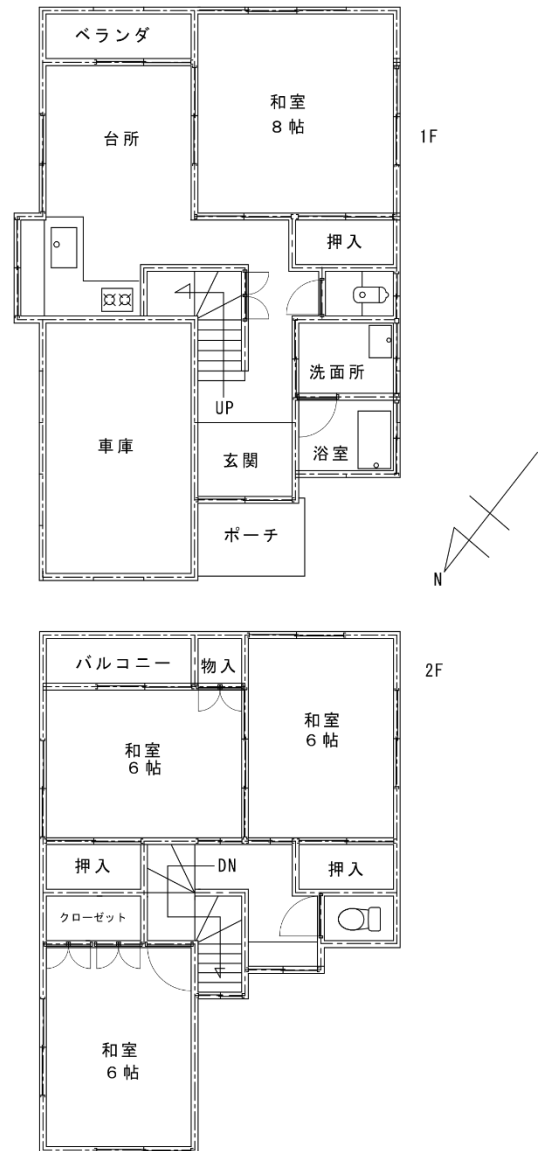 ベランダ
和室
8 帖
1F
台所
押入
洗面所
UP
車庫
玄関
浴室
ポーチ
N
バルコニー
物入
2F
和室
6 帖
和室
6 帖
押入
DN
押入
クローゼット
和室
6 帖